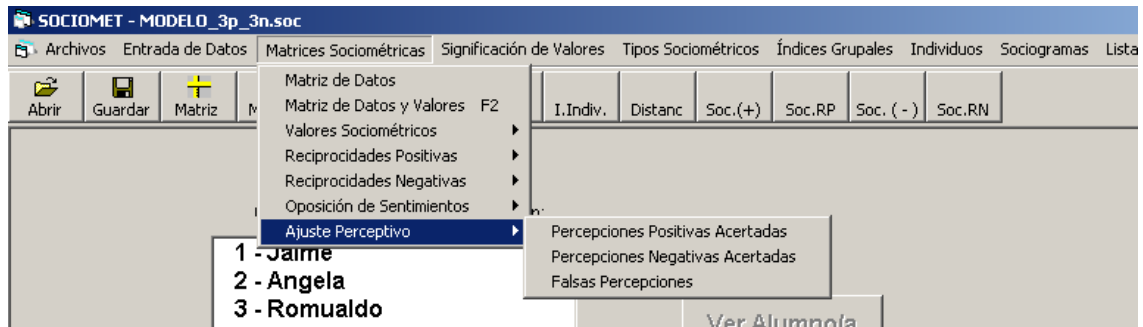 SOCIOMET - MODELO_3p_3n.soc
Archivos Entrada de Datos Matrices Sociométricas Significación de Valores Tipos Sociométricos Índices Grupales Individuos Sociogramas Lista
Abrir Guardar Matriz M I.Indiv. Distanc Soc.(+) Soc.RP Soc. ( - ) Soc.RN
Matriz de Datos
Matriz de Datos y Valores F2
Valores Sociométricos
Reciprocidades Positivas
Reciprocidades Negativas
Oposición de Sentimientos
Ajuste Perceptivo
Percepciones Positivas Acertadas
Percepciones Negativas Acertadas
Falsas Percepciones
1 - Jaime
2 - Angela
3 - Romualdo
Ver Alumno/a